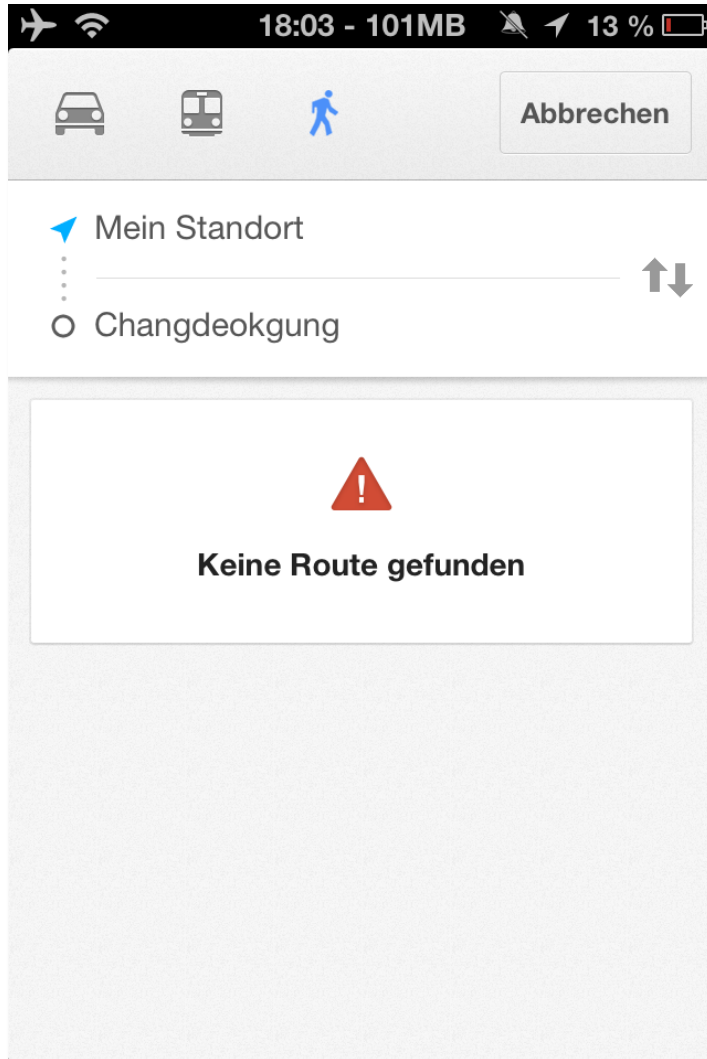 18:03 - 101MB 13 %
Abbrechen
Mein Standort
Changdeokgung
Keine Route gefunden